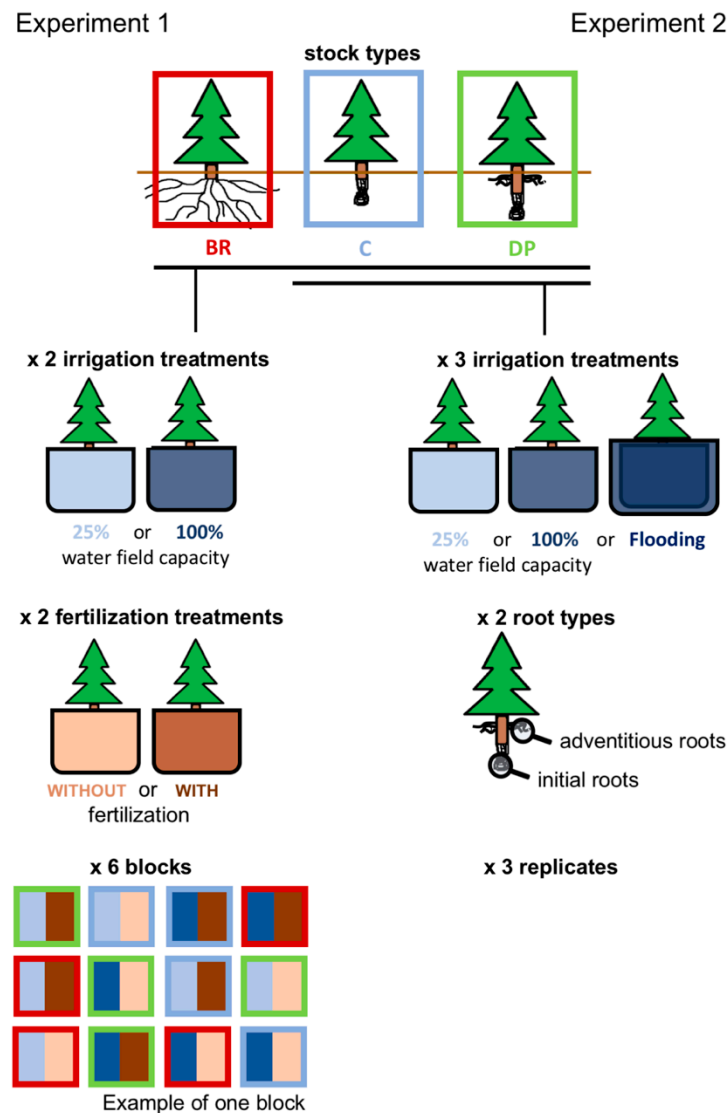 Experiment 1
Experiment 2
stock types
BR
C
DP
x 2 irrigation treatments
25% or 100%
water field capacity
x 3 irrigation treatments
25% or 100% or Flooding
water field capacity
x 2 fertilization treatments
WITHOUT or WITH
fertilization
x 2 root types
adventitious roots
initial roots
x 6 blocks
Example of one block
x 3 replicates